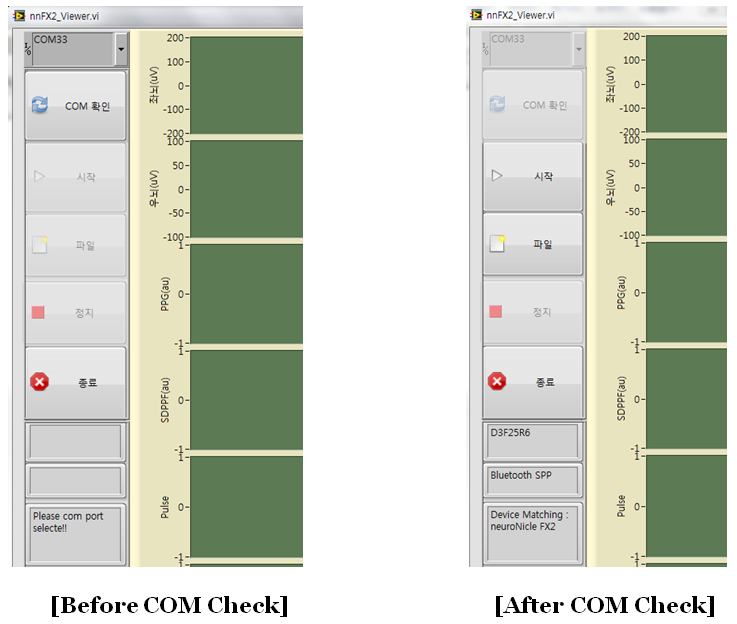 nnFX2_Viewer.vi
COM33
COM 확인
시작
파일
정지
종료
Please com port
selecte!!
200
100
0
-100
-200
좌뇌(uV)
100
50
0
-50
-100
우뇌(uV)
1
0
-1
PPG(au)
1
0
-1
SDPPF(au)
1
0
-1
Pulse
1
[Before COM Check]
nnFX2_Viewer.vi
COM33
COM 확인
시작
파일
정지
종료
D3F25R6
Bluetooth SPP
Device Matching :
neuroNicle FX2
200
100
0
-100
-200
좌뇌(uV)
100
50
0
-50
-100
우뇌(uV)
1
0
-1
PPG(au)
1
0
-1
SDPPF(au)
1
0
-1
Pulse
1
[After COM Check]